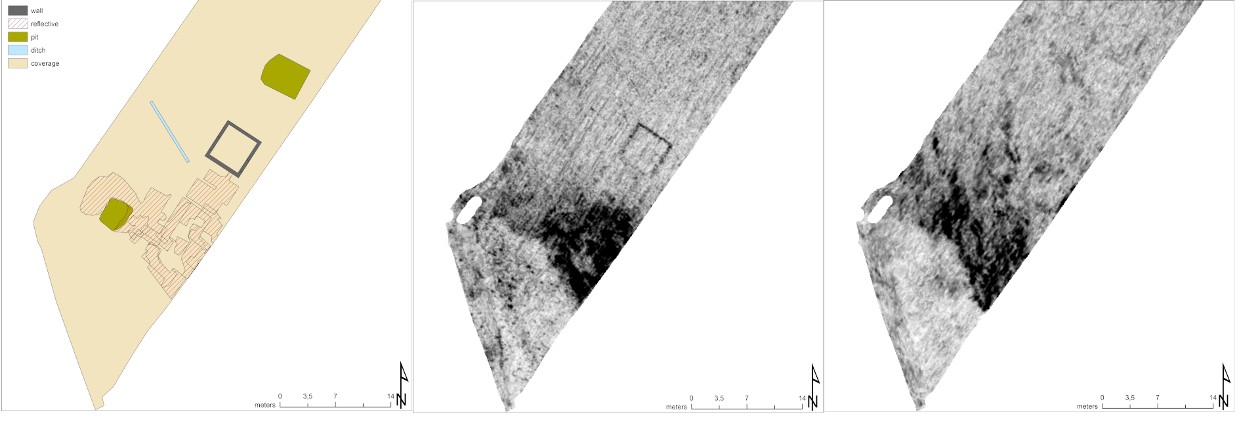 wall
reflective
pit
ditch
coverage
N
meters 0 3,5 7 14
N
meters 0 3,5 7 14
N
meters 0 3,5 7 14